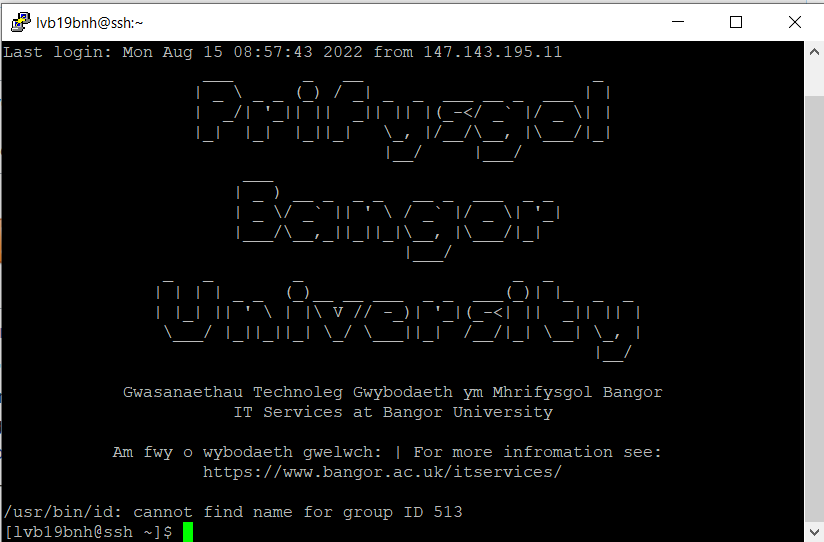 lvb19bnh@ssh:~
Last login: Mon Aug 15 08:57:43 2022 from 147.143.195.11
Prifysgol
Bangor
University
Gwasanaethau Technoleg Gwybodaeth ym Mhrifysgol Bangor
IT Services at Bangor University
Am fwy o wybodaeth gwelwch: | For more infromation see:
https://www.bangor.ac.uk/itservices/
/usr/bin/id: cannot find name for group ID 513
[lvb19bnh@ssh ~]$